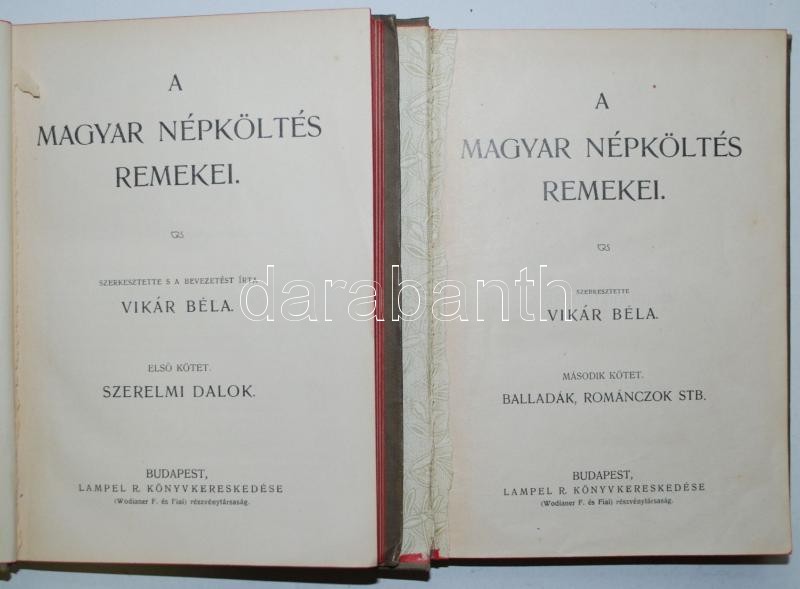 A
MAGYAR NÉPKÖLTÉS
REMEKEI.
SZERKESZTETTE S A BEVEZETÉST ÍRTA
VIKÁR BÉLA.
ELSŐ KÖTET.
SZERELMI DALOK.
BUDAPEST,
LAMPEL R. KÖNYVKERESKEDÉSE
(Wodianer F. és Fiai) részvénytársaság.
A
MAGYAR NÉPKÖLTÉS
REMEKEI.
SZERKESZTETTE
VIKÁR BÉLA.
MÁSODIK KÖTET.
BALLADÁK, ROMÁNCZOK STB.
BUDAPEST,
LAMPEL R. KÖNYVKERESKEDÉSE
(Wodianer F. és Fiai) részvénytársaság.
darabanth